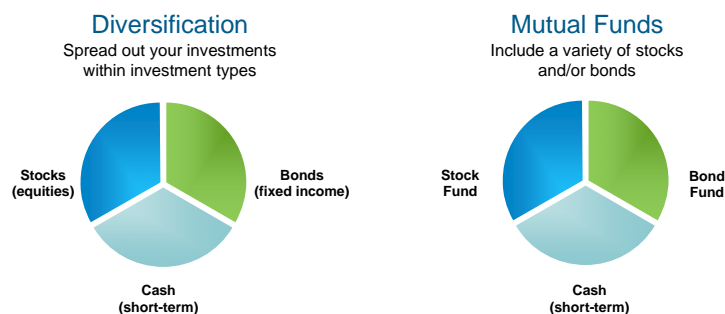 Diversification
Spread out your investments
within investment types
Stocks
(equities)
Bonds
(fixed income)
Cash
(short-term)
Mutual Funds
Include a variety of stocks
and/or bonds
Stock
Fund
Bond
Fund
Cash
(short-term)